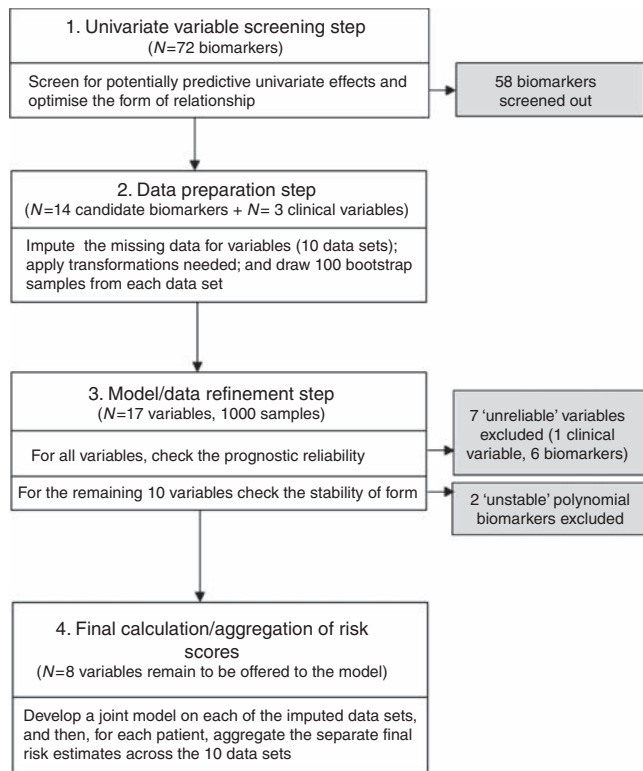 1. Univariate variable screening step
(N=72 biomarkers)
Screen for potentially predictive univariate effects and
optimise the form of relationship
58 biomarkers
screened out
2. Data preparation step
(N=14 candidate biomarkers + N= 3 clinical variables)
Impute the missing data for variables (10 data sets);
apply transformations needed; and draw 100 bootstrap
samples from each data set
3. Model/data refinement step
(N=17 variables, 1000 samples)
For all variables, check the prognostic reliability
7 ‘unreliable’ variables
excluded (1 clinical
variable, 6 biomarkers)
For the remaining 10 variables check the stability of form
2 ‘unstable’ polynomial
biomarkers excluded
4. Final calculation/aggregation of risk
scores
(N=8 variables remain to be offered to the model)
Develop a joint model on each of the imputed data sets,
and then, for each patient, aggregate the separate final
risk estimates across the 10 data sets